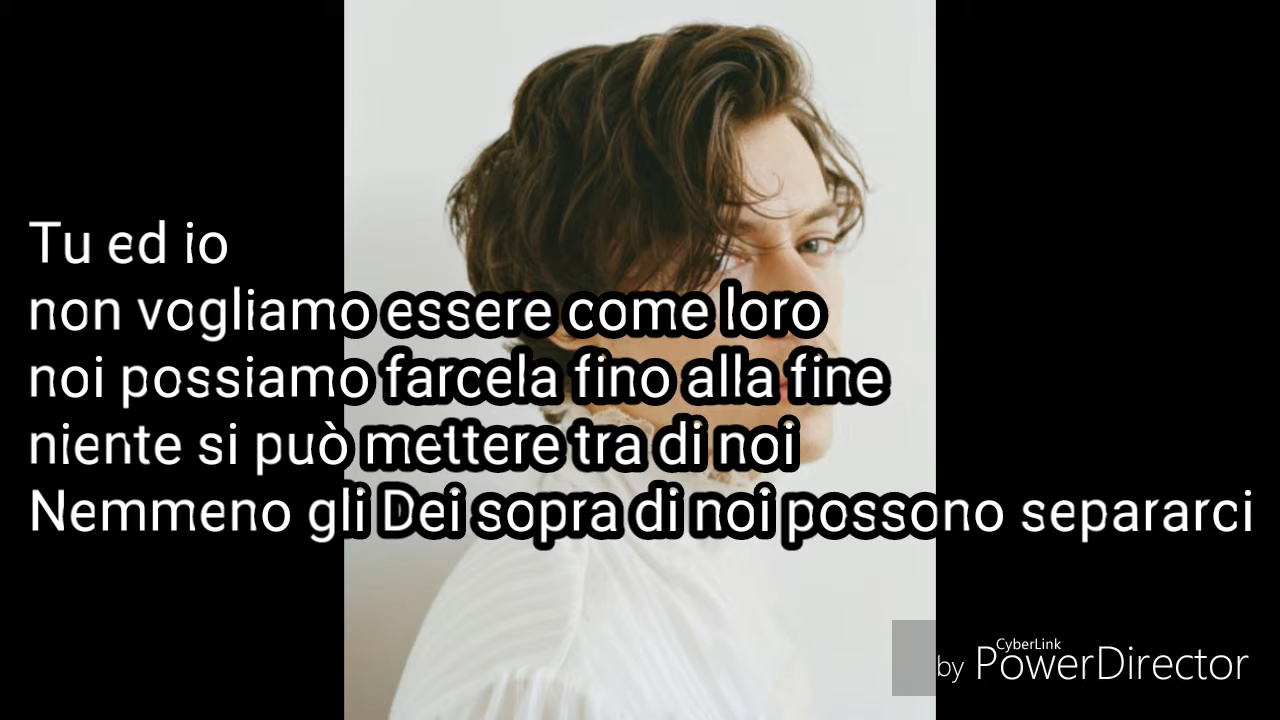 Tu ed io
non vogliamo essere come loro
noi possiamo farcela fino alla fine
niente si può mettere tra di noi
Nemmeno gli Dei sopra di noi possono separarci
CyberLink
by PowerDirector